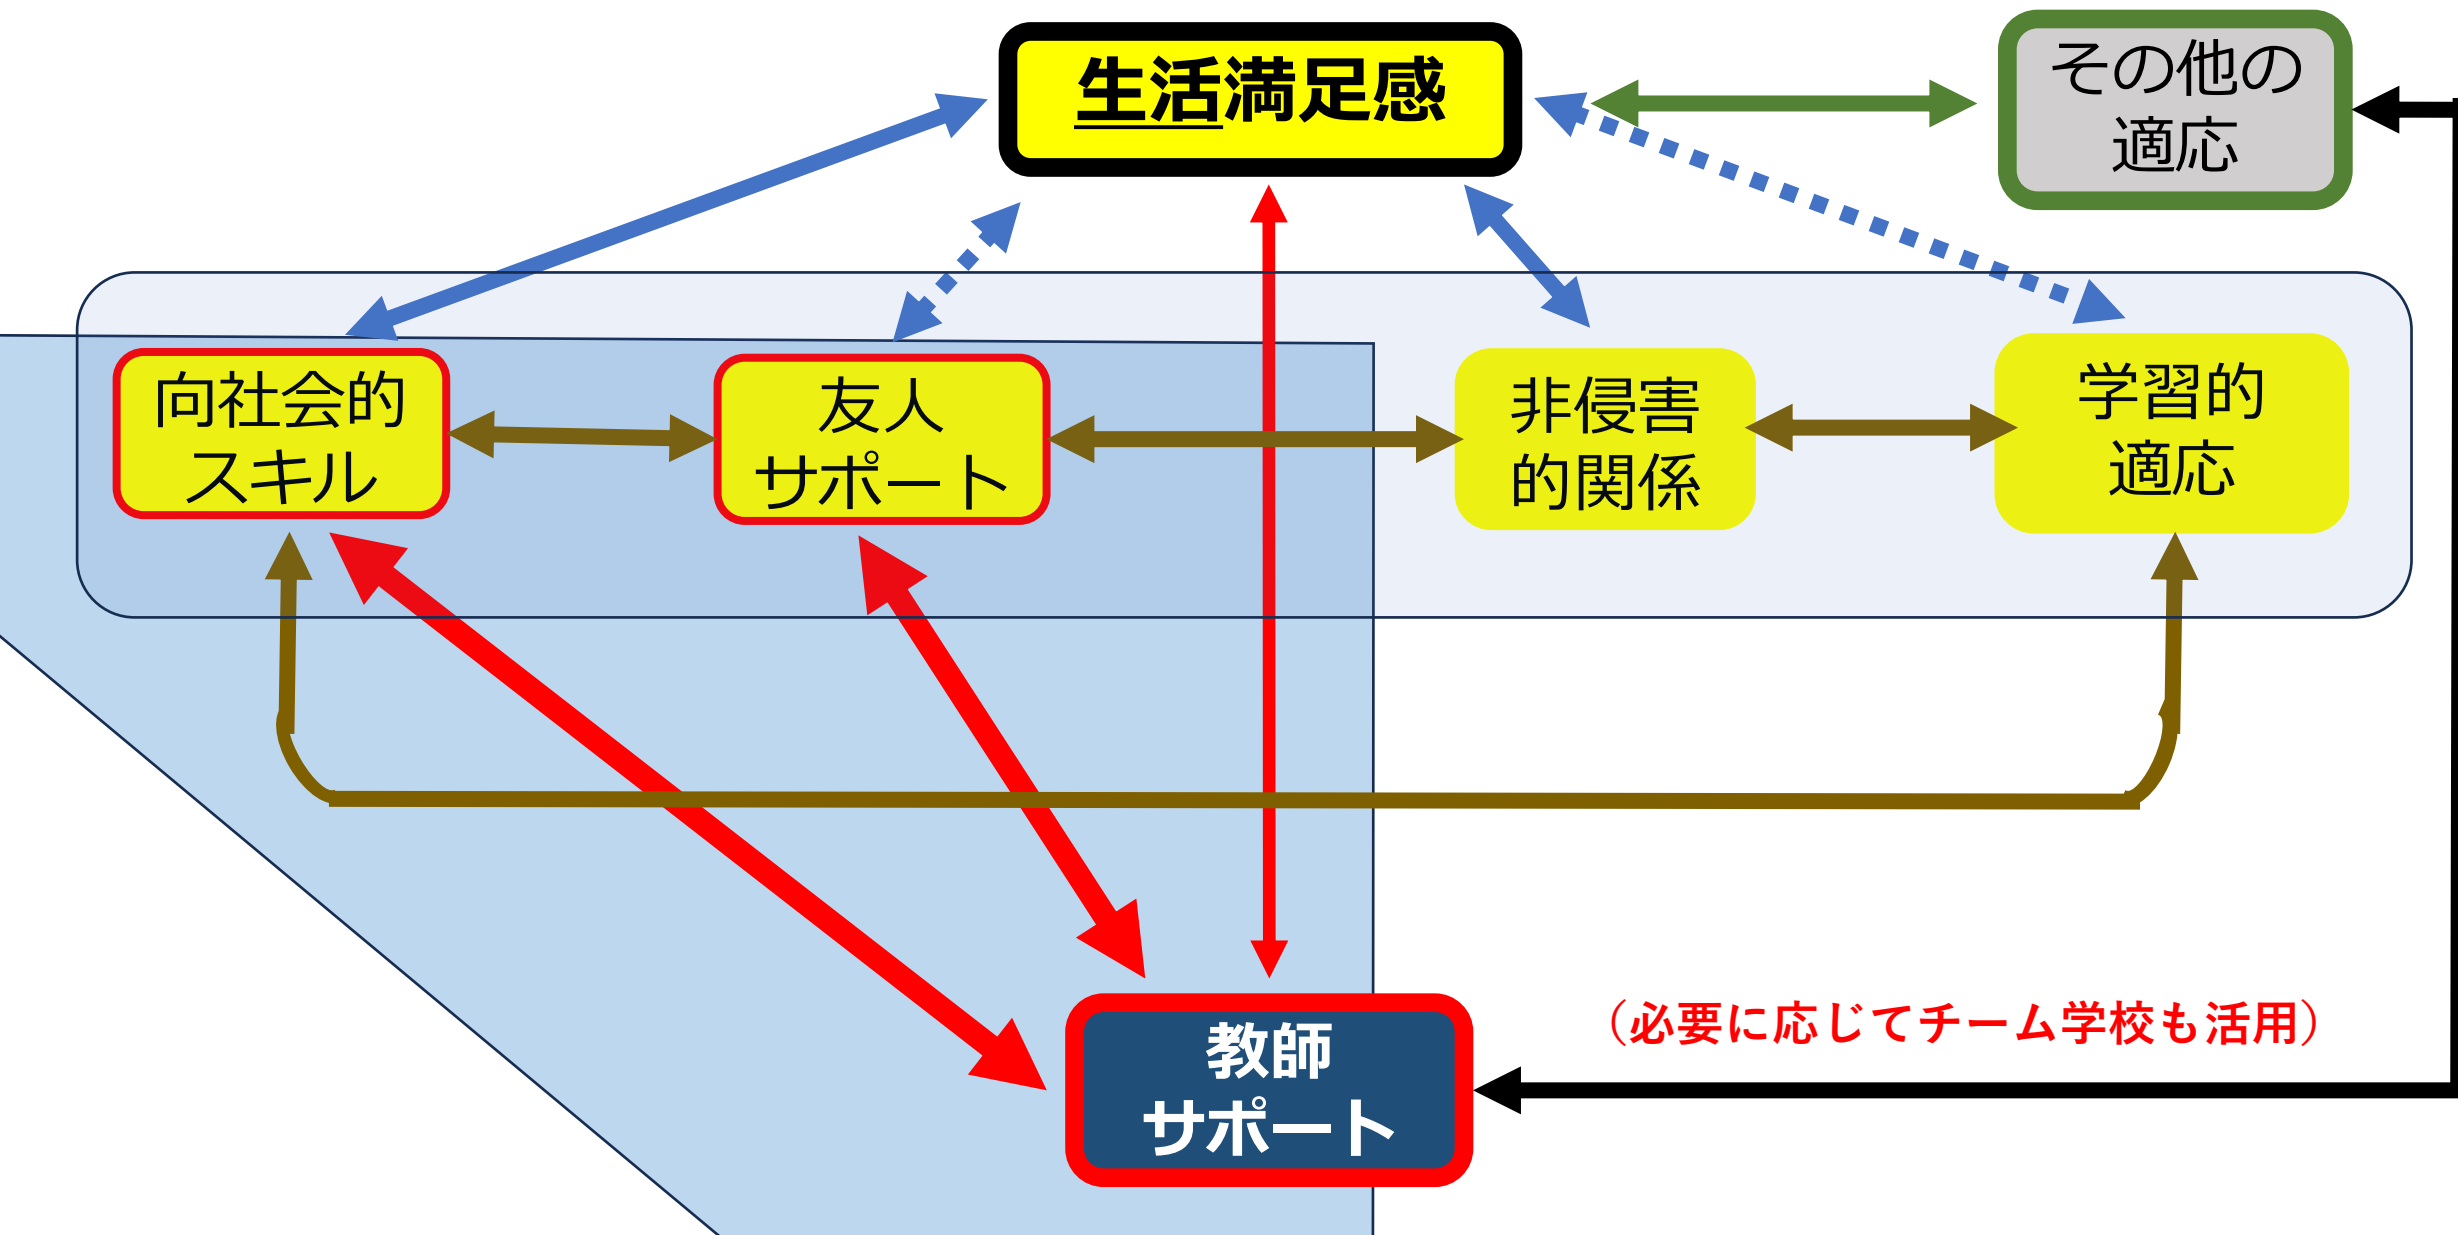 生活満足感
その他の
適応
向社会的
スキル
友人
サポート
非侵害
的関係
学習的
適応
（必要に応じてチーム学校も活用）
教師
サポート